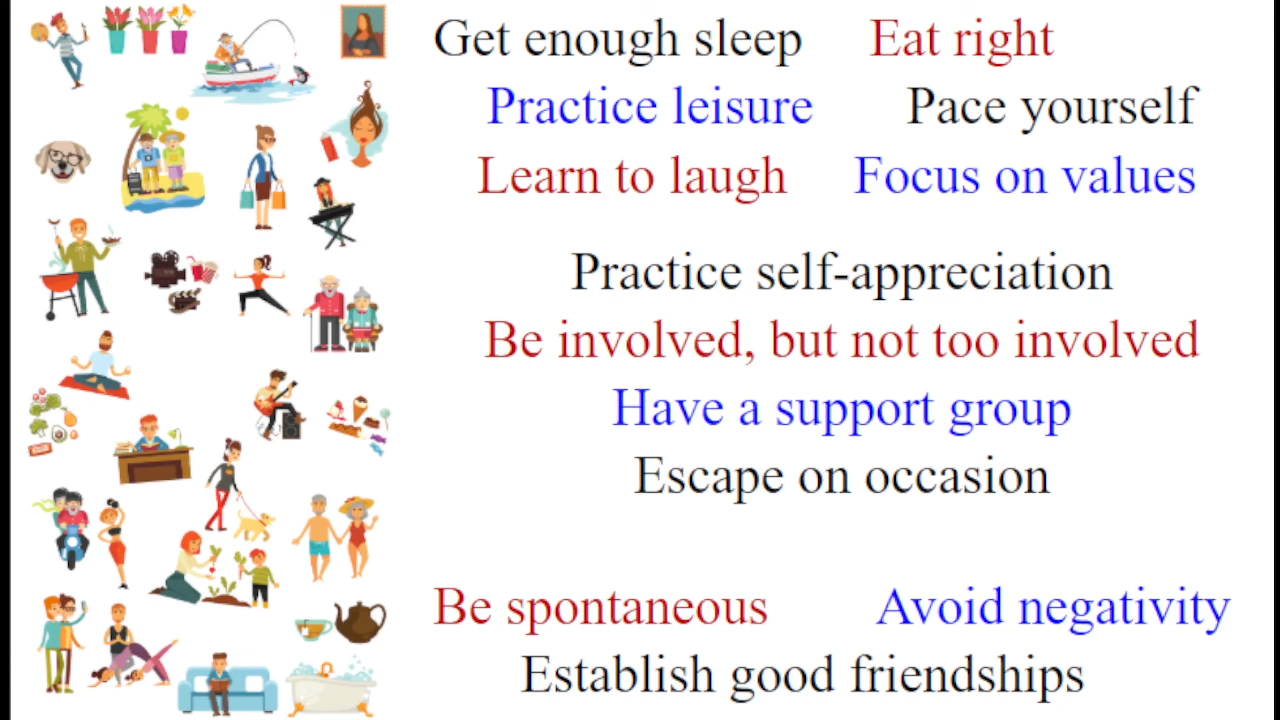 Get enough sleep Eat right
Practice leisure Pace yourself
Learn to laugh Focus on values
Practice self-appreciation
Be involved, but not too involved
Have a support group
Escape on occasion
Be spontaneous Avoid negativity
Establish good friendships